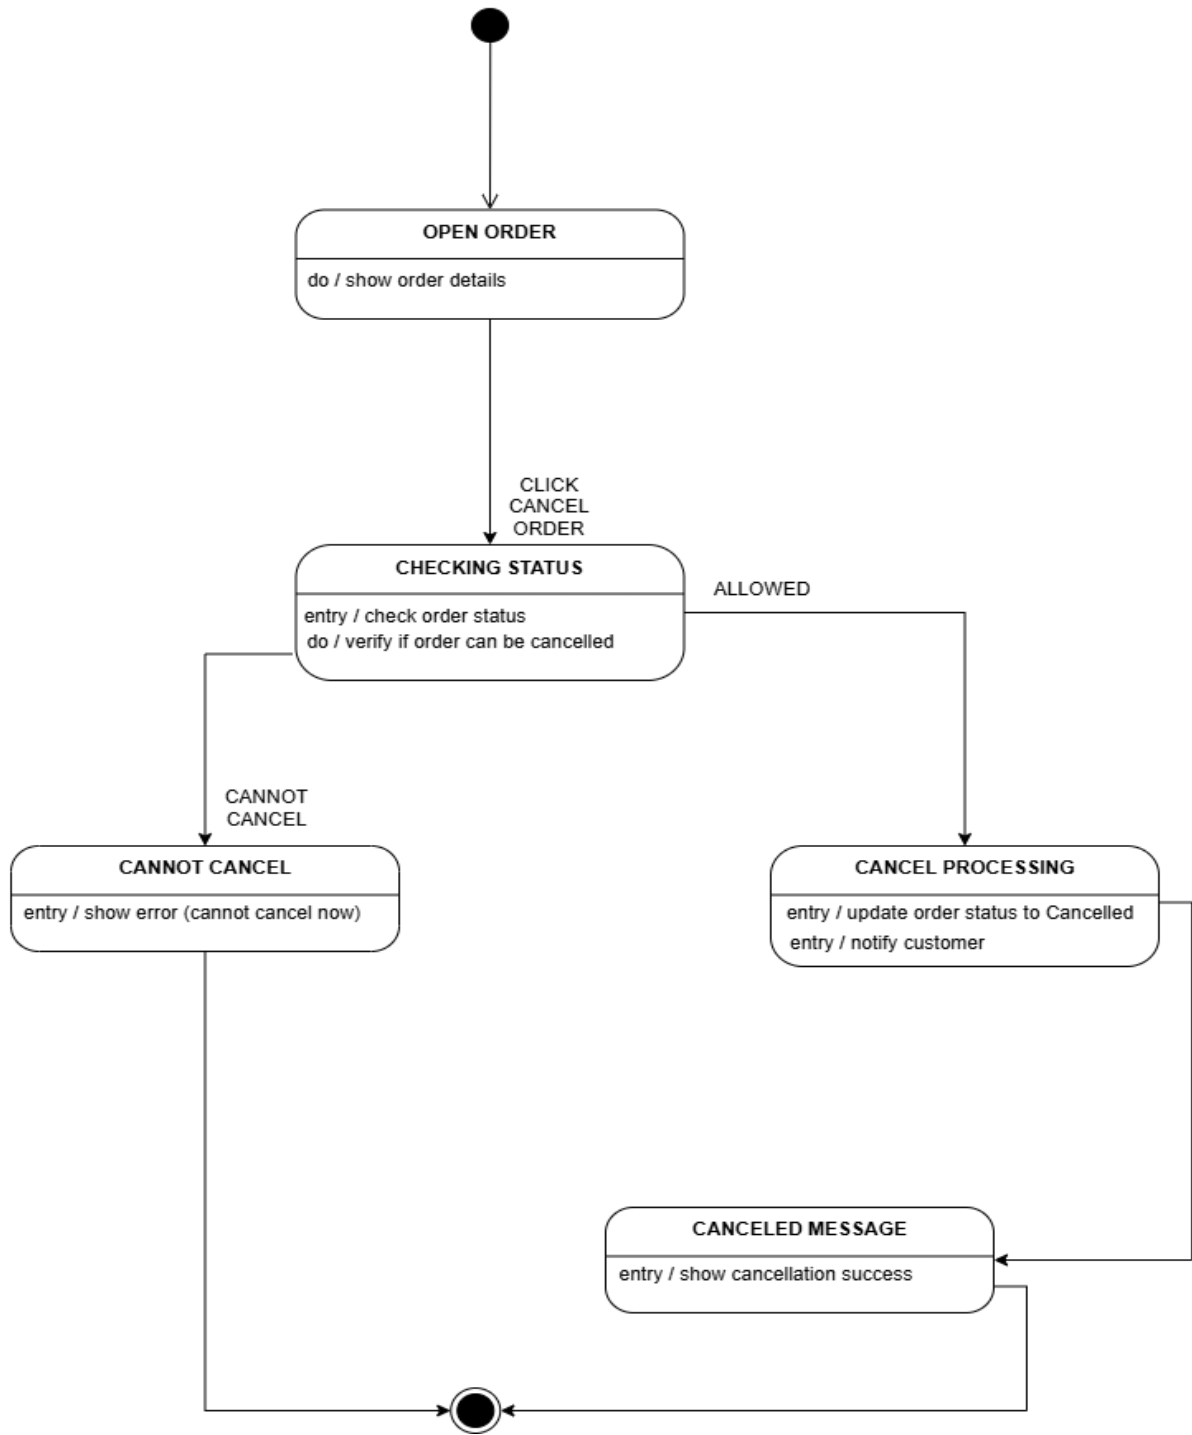 OPEN ORDER
do / show order details
CLICK
CANCEL
ORDER
CHECKING STATUS
entry / check order status
do / verify if order can be cancelled
ALLOWED
CANNOT
CANCEL
CANNOT CANCEL
entry / show error (cannot cancel now)
CANCEL PROCESSING
entry / update order status to Cancelled
entry / notify customer
CANCELED MESSAGE
entry / show cancellation success